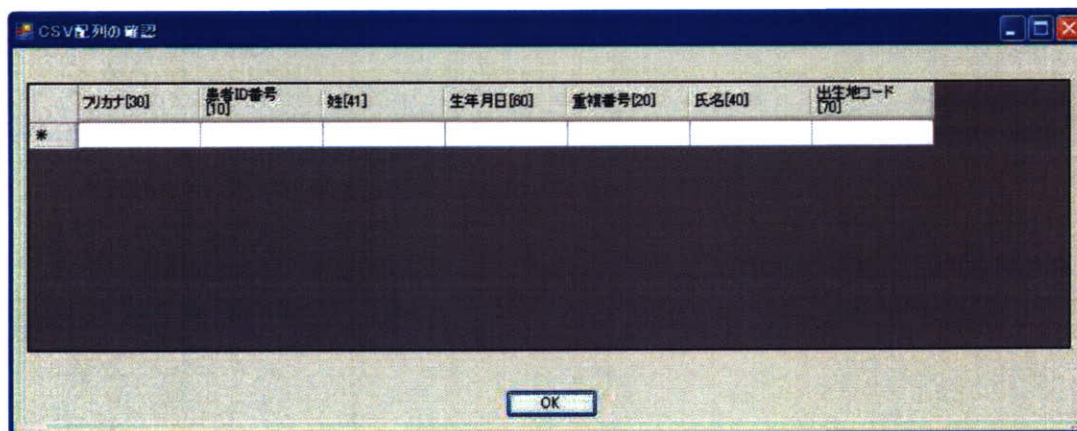 CSV配列の確認
フリカナ[30]
患者ID番号
[10]
姓[41]
生年月日[60]
重複番号[20]
氏名[40]
出生地コード
[70]
*
OK